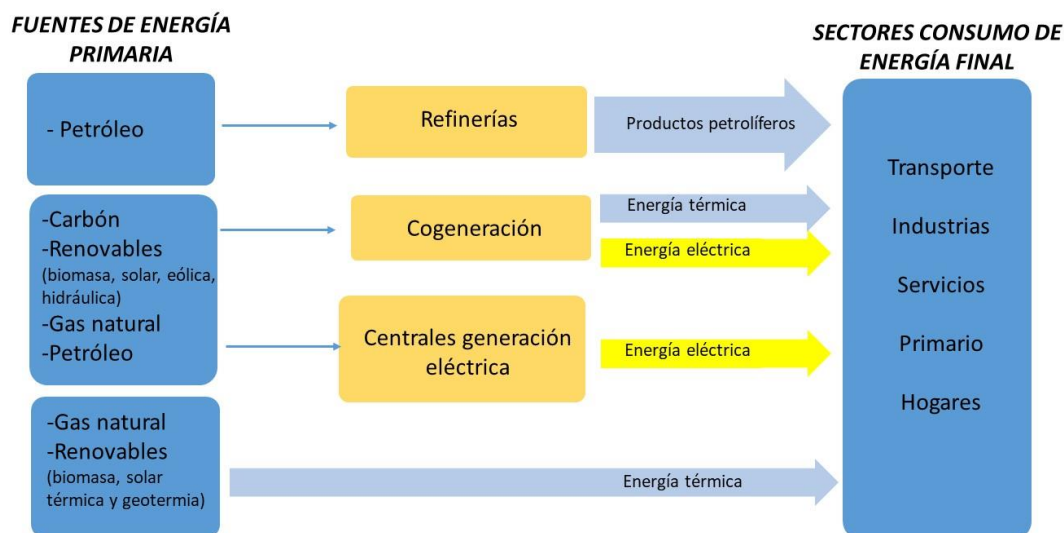 FUENTES DE ENERGÍA
PRIMARIA
- Petróleo
-Carbón
-Renovables
(biomasa, solar, eólica,
hidráulica)
-Gas natural
-Petróleo
-Gas natural
-Renovables
(biomasa, solar
térmica y geotermia)
Refinerías
Cogeneración
Centrales generación
eléctrica
Productos petrolíferos
Energía térmica
Energía eléctrica
Energía eléctrica
Energía térmica
SECTORES CONSUMO DE
ENERGÍA FINAL
Transporte
Industrias
Servicios
Primario
Hogares